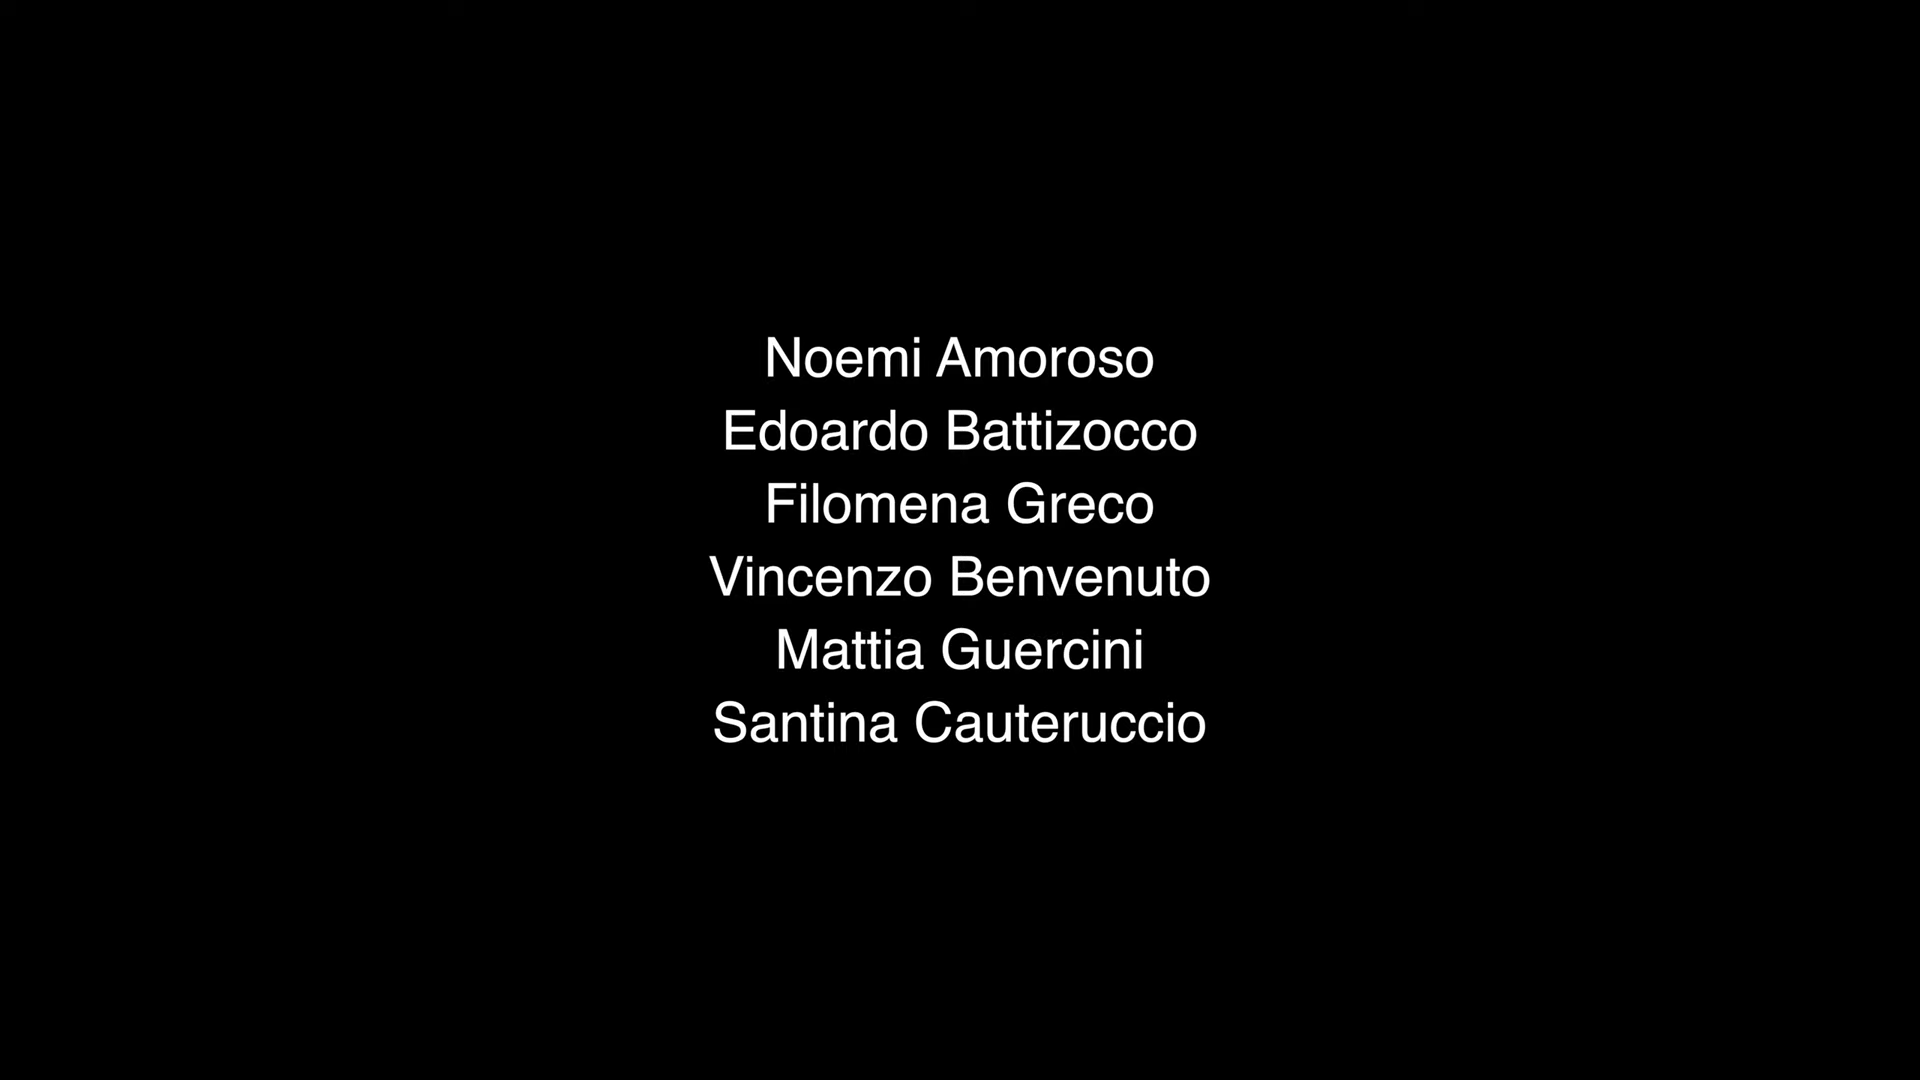 Noemi Amoroso
Edoardo Battizocco
Filomena Greco
Vincenzo Benvenuto
Mattia Guercini
Santina Cauteruccio